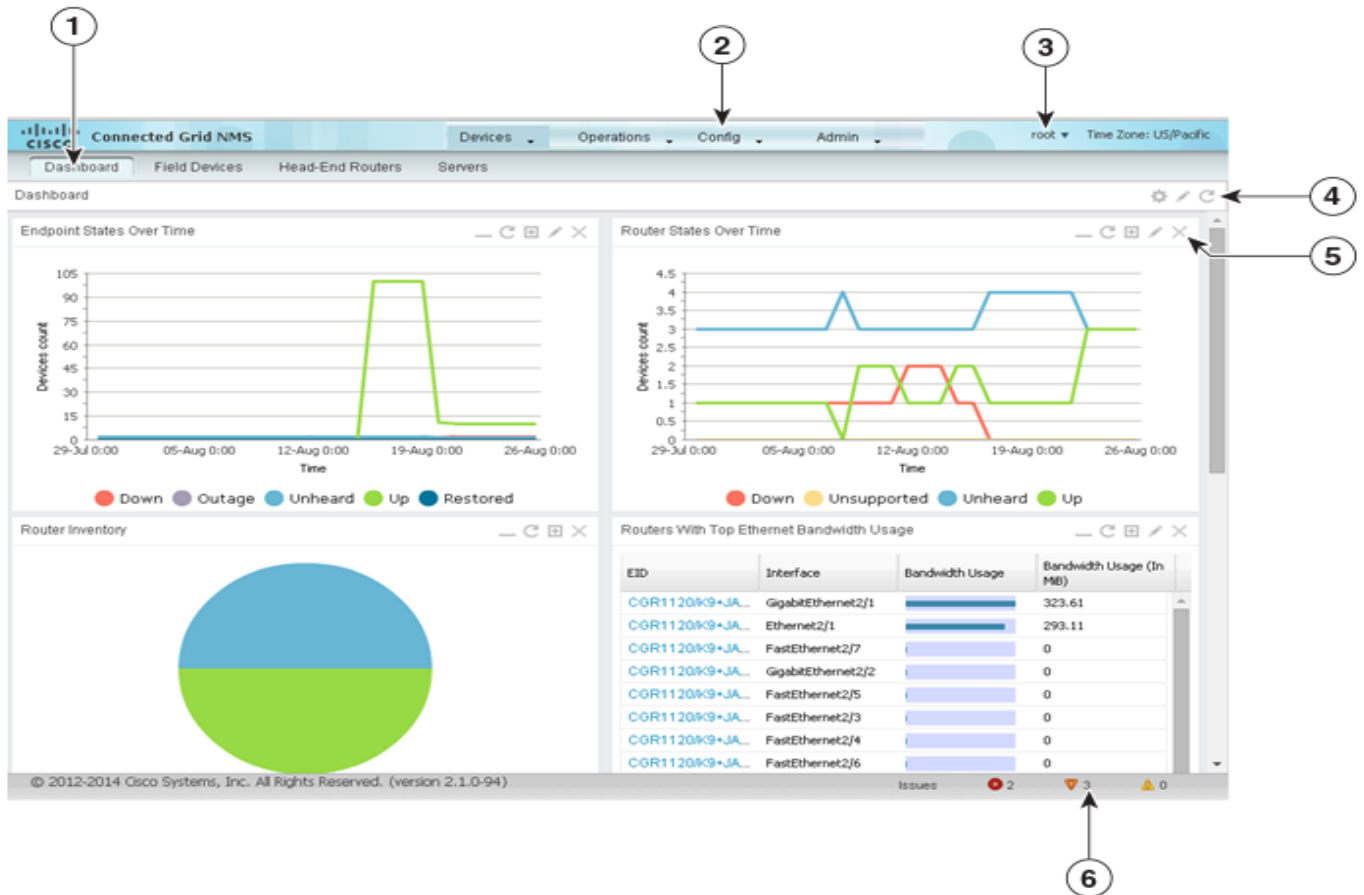 1
2
3
CISCO Connected Grid NMS Devices Operations Config Admin root Time Zone: US/Pacific
Dashboard Field Devices Head-End Routers Servers
Dashboard
4
Endpoint States Over Time
Router States Over Time
5
105
90
75
60
45
30
15
0
Devices count
29-Jul 0:00 05-Aug 0:00 12-Aug 0:00 19-Aug 0:00 26-Aug 0:00
Time
Down Outage Unheard Up Restored
4.5
4
3.5
3
2.5
2
1.5
1
0.5
0
Devices count
29-Jul 0:00 05-Aug 0:00 12-Aug 0:00 19-Aug 0:00 26-Aug 0:00
Time
Down Unsupported Unheard Up
Router Inventory
Routers With Top Ethernet Bandwidth Usage
EID Interface Bandwidth Usage Bandwidth Usage (In
MiB)
CGR1120/K9+JA... GigabitEthernet2/1 323.61
CGR1120/K9+JA... Ethernet2/1 293.11
CGR1120/K9+JA... FastEthernet2/7 0
CGR1120/K9+JA... GigabitEthernet2/2 0
CGR1120/K9+JA... FastEthernet2/5 0
CGR1120/K9+JA... FastEthernet2/3 0
CGR1120/K9+JA... FastEthernet2/4 0
CGR1120/K9+JA... FastEthernet2/6 0
© 2012-2014 Cisco Systems, Inc. All Rights Reserved. (version 2.1.0-94) Issues 2 3 0
6